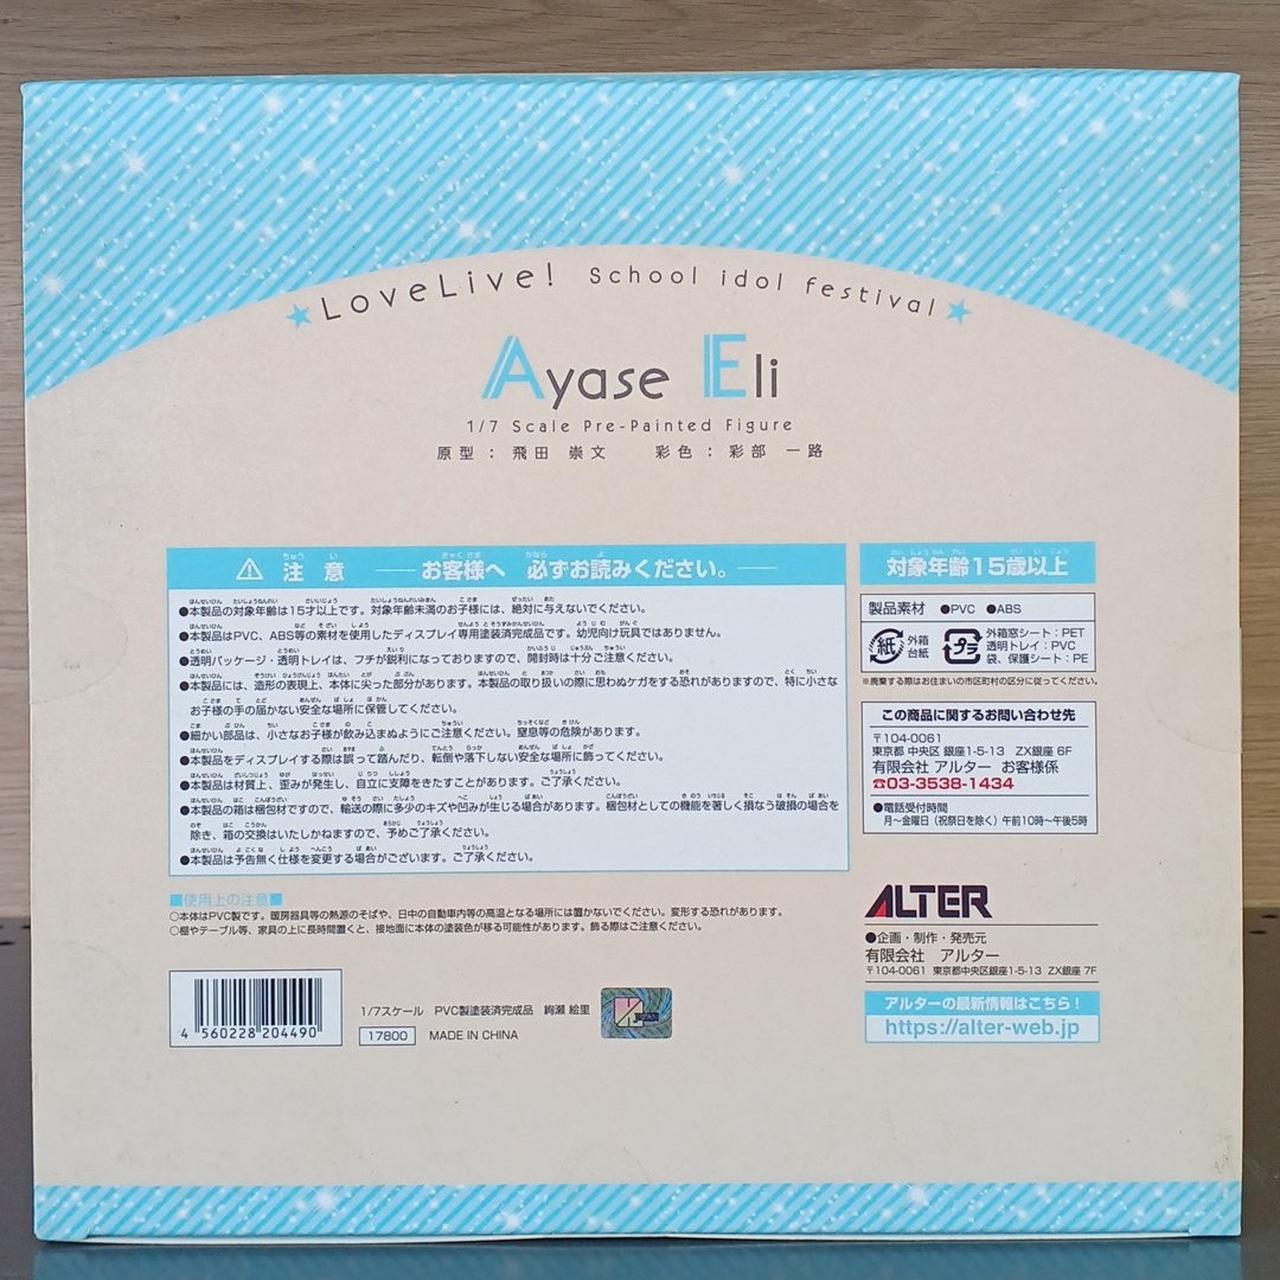 ★LoveLive! School idol festival★
Ayase Eli
1/7 Scale Pre-Painted Figure
原型：飛田 崇文　彩色：彩部 一路
⚠注意 ── お客様へ 必ずお読みください。──
●本製品の対象年齢は15才以上です。対象年齢未満のお子様には、絶対に与えないでください。
●本製品はPVC、ABS等の素材を使用したディスプレイ専用塗装済完成品です。幼児向け玩具ではありません。
●透明パッケージ・透明トレイは、フチが鋭利になっておりますので、開封時は十分ご注意ください。
●本製品には、造形の表現上、本体に尖った部分があります。本製品の取り扱いの際に思わぬケガをする恐れがありますので、特に小さな
お子様の手の届かない安全な場所に保管してください。
●細かい部品は、小さなお子様が飲み込まぬようにご注意ください。窒息等の危険があります。
●本製品をディスプレイする際は誤って踏んだり、転倒や落下しない安全な場所に飾ってください。
●本製品は材質上、歪みが発生し、自立に支障をきたすことがあります。ご了承ください。
●本製品の箱は梱包材ですので、輸送の際に多少のキズや凹みが生じる場合があります。梱包材としての機能を著しく損なう破損の場合を
除き、箱の交換はいたしかねますので、予めご了承ください。
●本製品は予告無く仕様を変更する場合がございます。ご了承ください。
■使用上の注意■
○本体はPVC製です。暖房器具等の熱源のそばや、日中の自動車内等の高温となる場所には置かないでください。変形する恐れがあります。
○棚やテーブル等、家具の上に長時間置くと、接地面に本体の塗装色が移る可能性があります。飾る際はご注意ください。
4 560228 204490
1/7スケール PVC製塗装済完成品 絢瀬 絵里
17800 MADE IN CHINA
対象年齢15歳以上
製品素材 ●PVC ●ABS
紙 外箱
台紙
プラ 外箱窓シート：PET
透明トレイ：PVC
袋、保護シート：PE
※廃棄する際はお住まいの市区町村の区分に従ってください。
この商品に関するお問い合わせ先
〒104-0061
東京都 中央区 銀座1-5-13 ZX銀座 6F
有限会社 アルター お客様係
☎03-3538-1434
●電話受付時間
月〜金曜日（祝祭日を除く）午前10時〜午後5時
ALTER
●企画・制作・発売元
有限会社 アルター
〒104-0061 東京都中央区銀座1-5-13 ZX銀座 7F
アルターの最新情報はこちら！
https://alter-web.jp